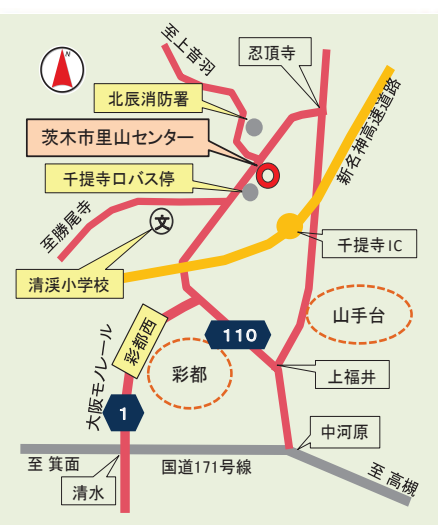 至上音羽
忍頂寺
N
北辰消防署
茨木市里山センター
千提寺口バス停
新名神高速道路
至勝尾寺
文
千提寺IC
清渓小学校
山手台
彩都西
110
大阪モノレール
彩都
上福井
1
中河原
至 箕面
国道171号線
至 高槻
清水